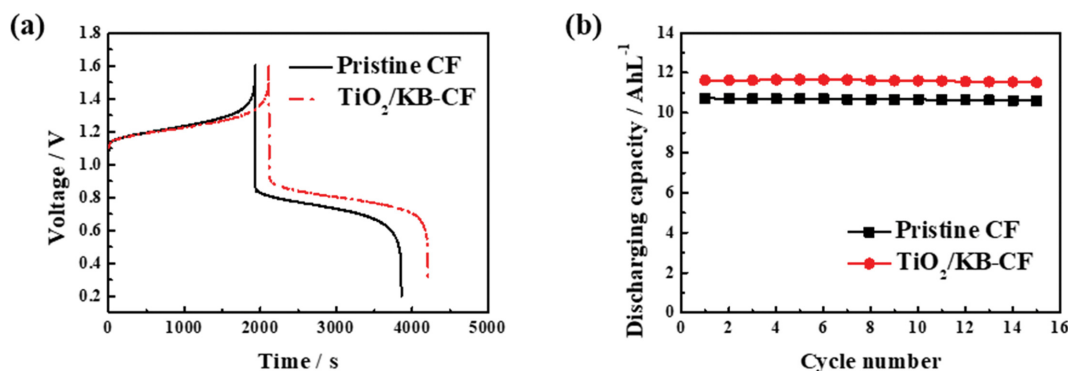 (a)
1.8
1.6
1.4
1.2
1.0
0.8
0.6
0.4
0.2
Voltage / V
Pristine CF
TiO₂/KB-CF
0 1000 2000 3000 4000 5000
Time / s
(b)
14
12
10
8
6
4
2
0
Discharging capacity / AhL⁻¹
Pristine CF
TiO₂/KB-CF
0 2 4 6 8 10 12 14 16
Cycle number